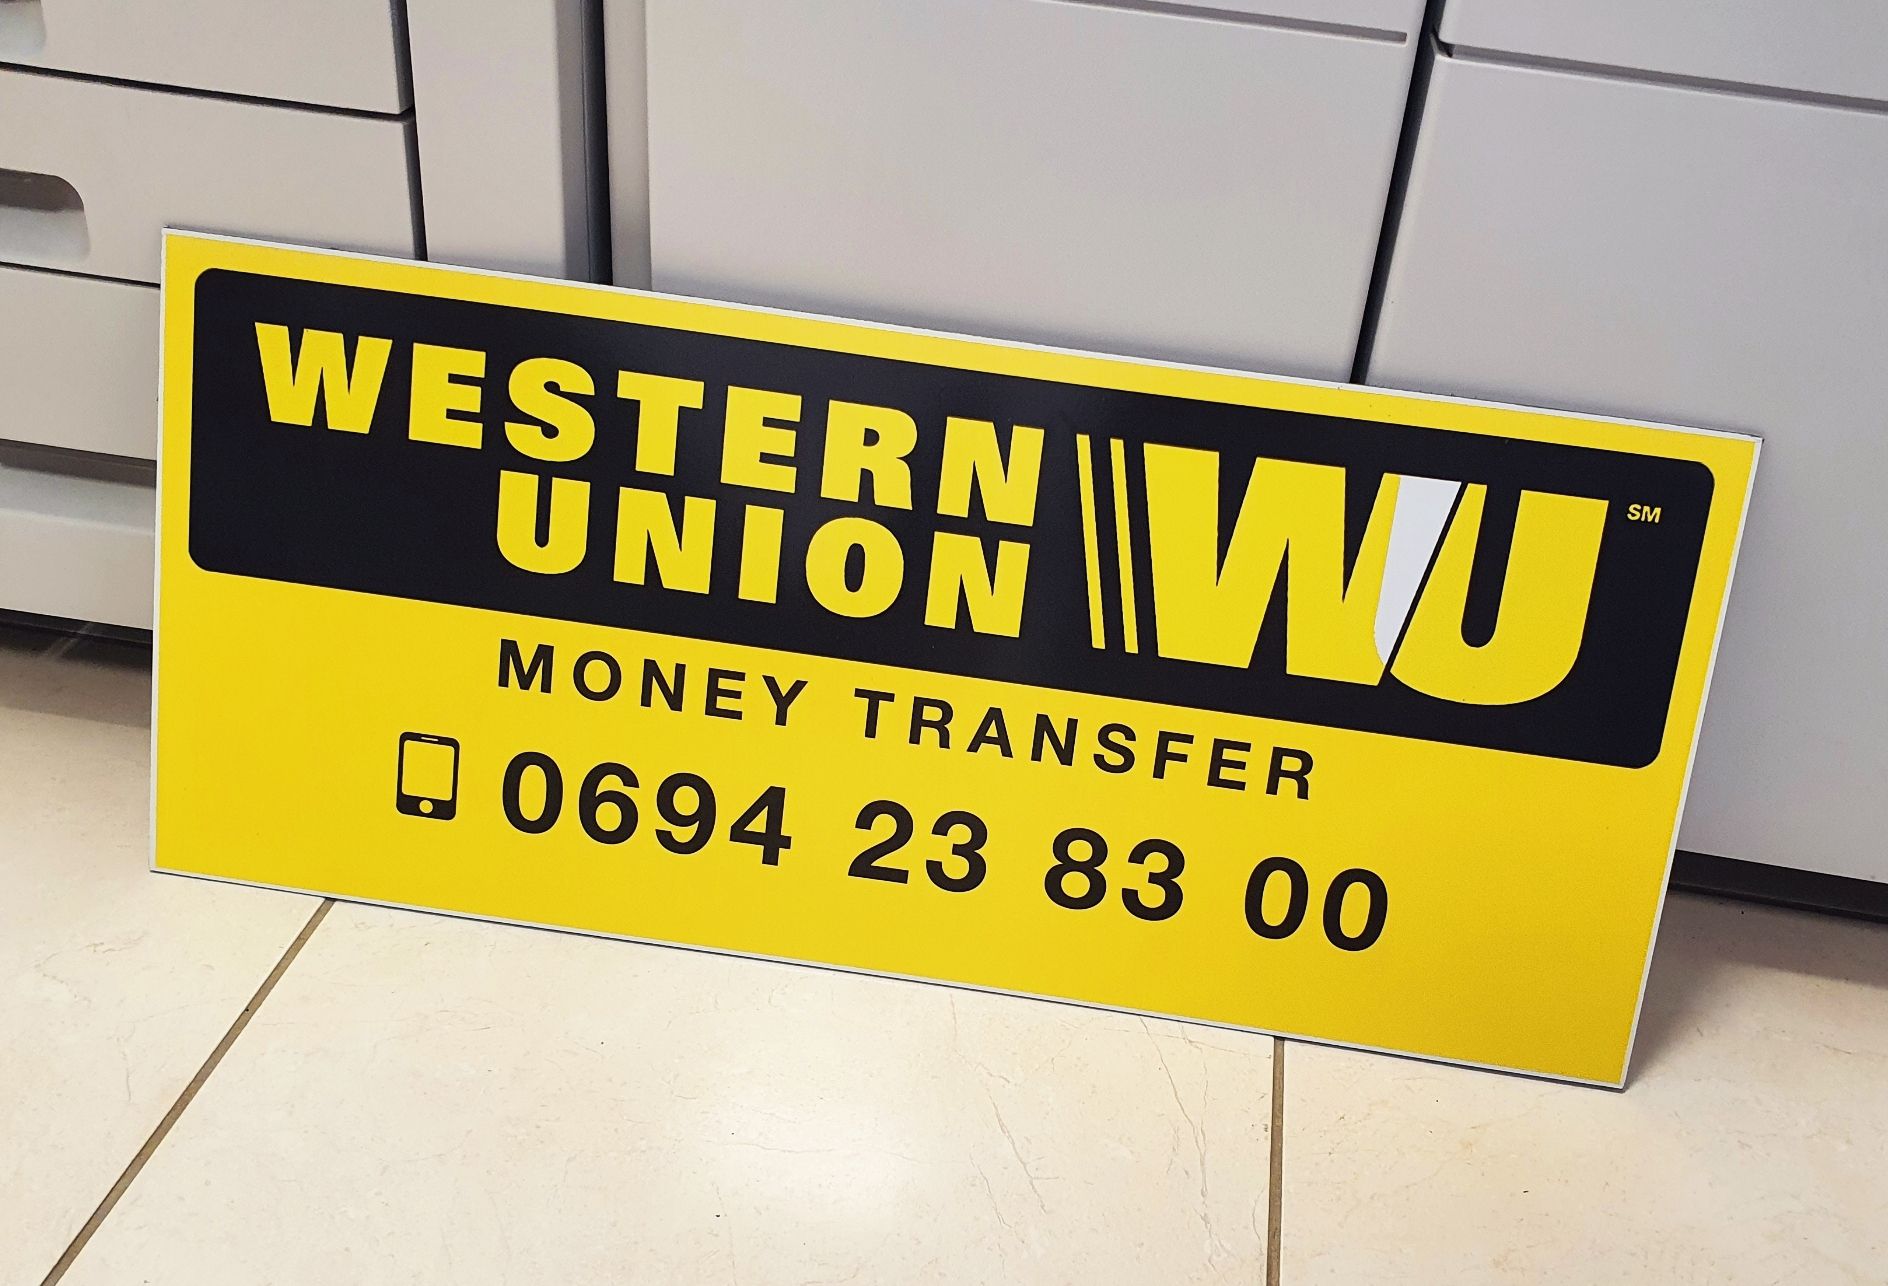 WESTERN
UNION
WU SM
MONEY TRANSFER
0694 23 83 00